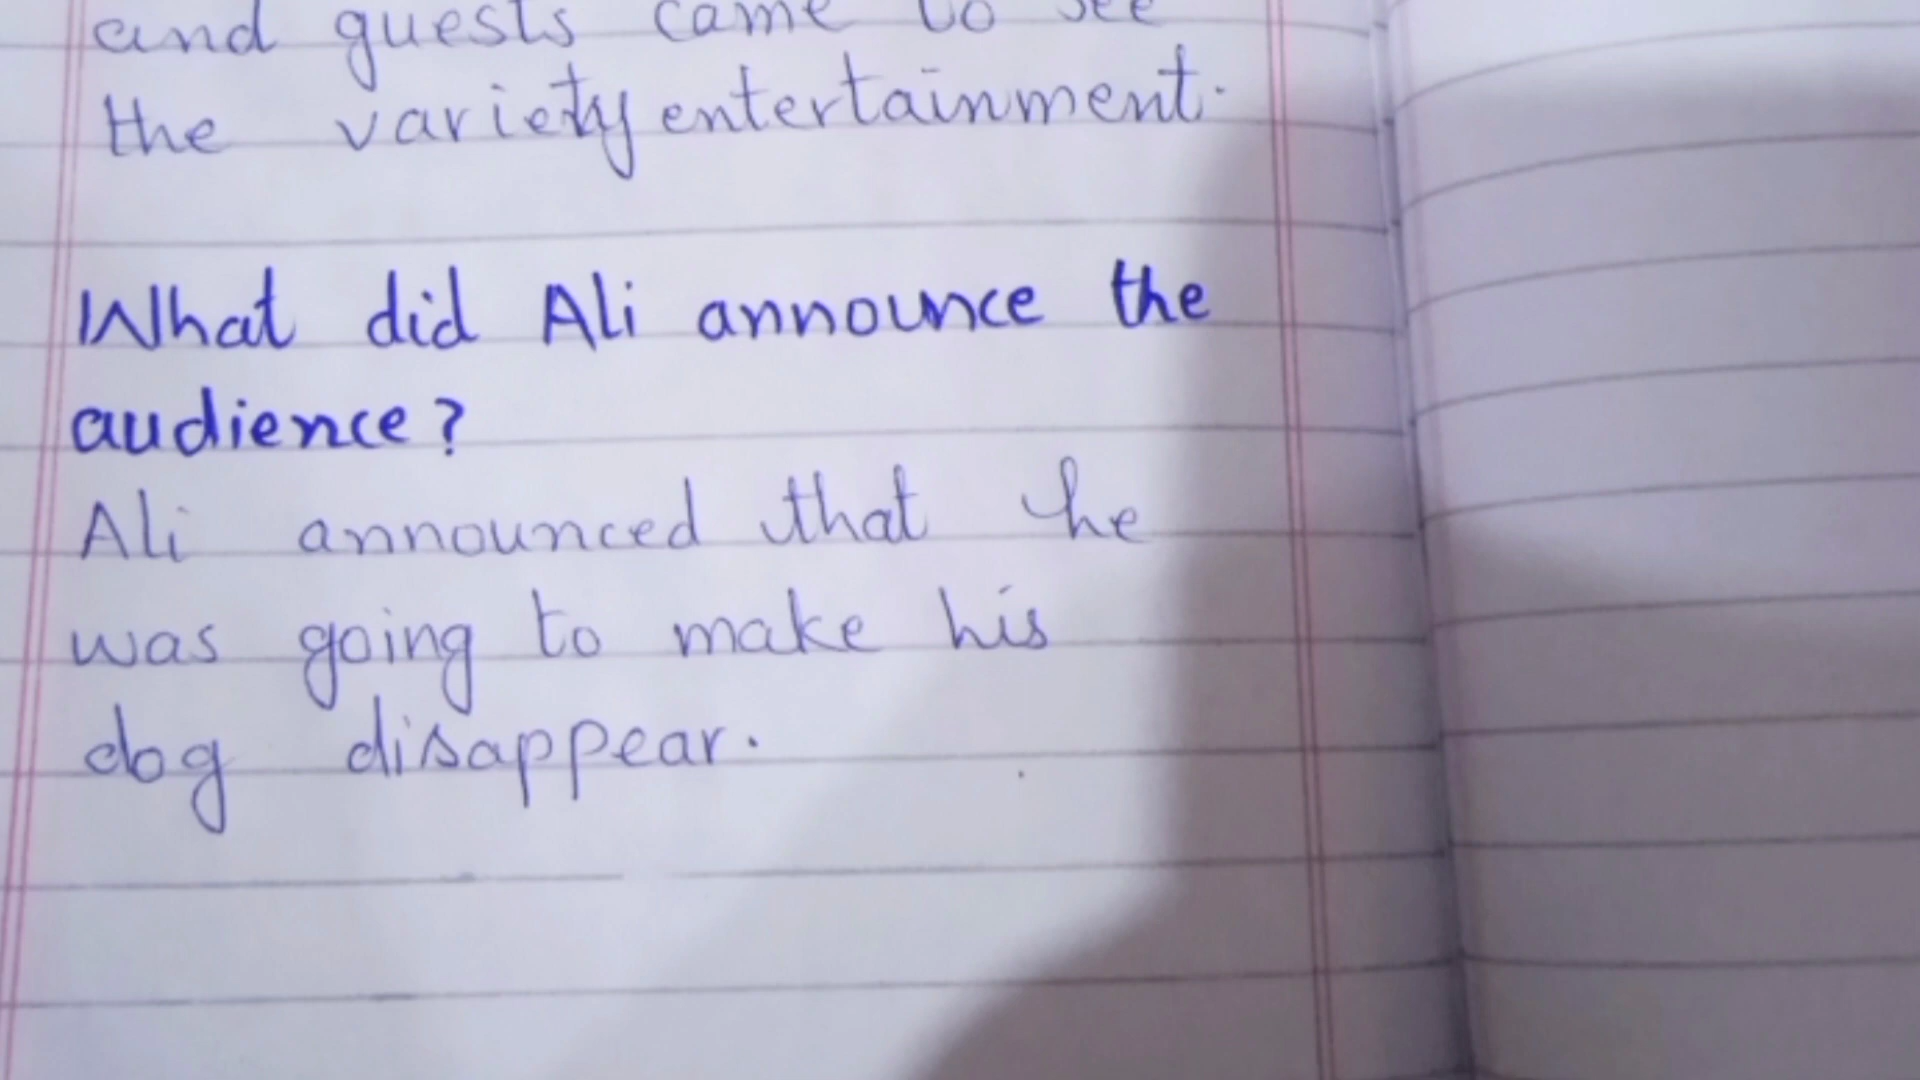 and guests came to see
the variety entertainment.
What did Ali announce the
audience?
Ali announced that he
was going to make his
dog disappear.